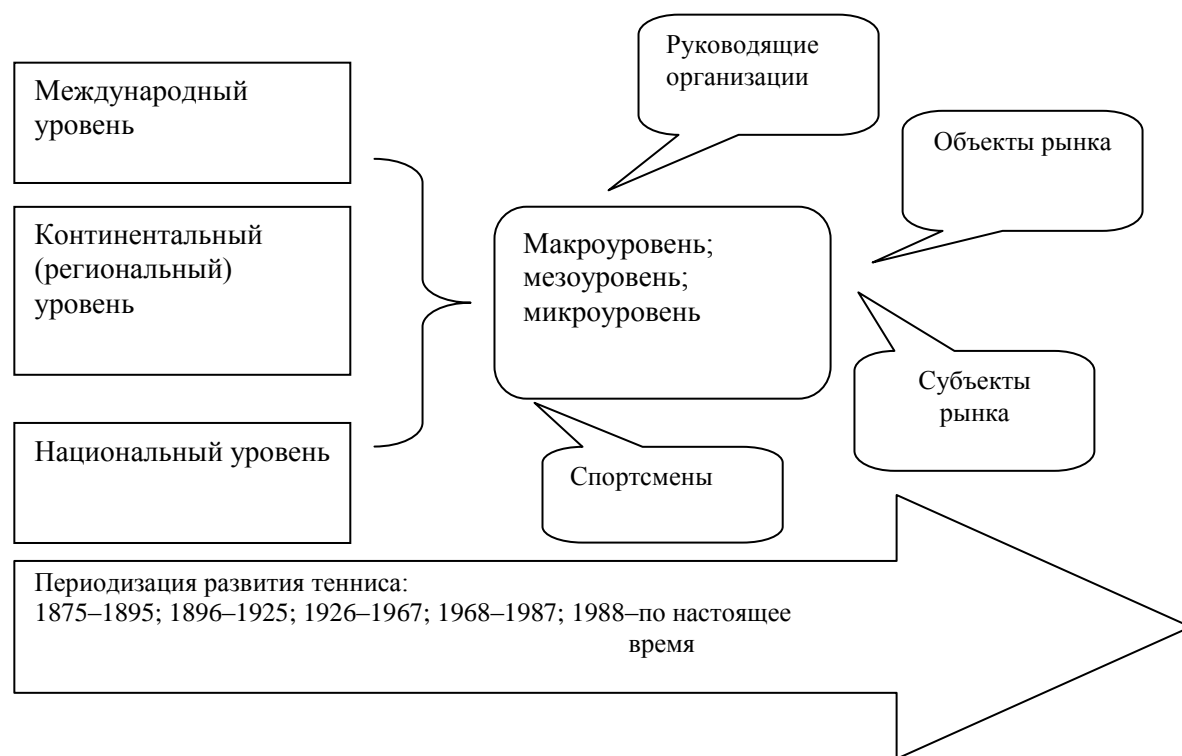 Руководящие
организации
Международный
уровень
Объекты рынка
Континентальный
(региональный)
уровень
Макроуровень;
мезоуровень;
микроуровень
Субъекты
рынка
Национальный уровень
Спортсмены
Периодизация развития тенниса:
1875–1895; 1896–1925; 1926–1967; 1968–1987; 1988–по настоящее
время